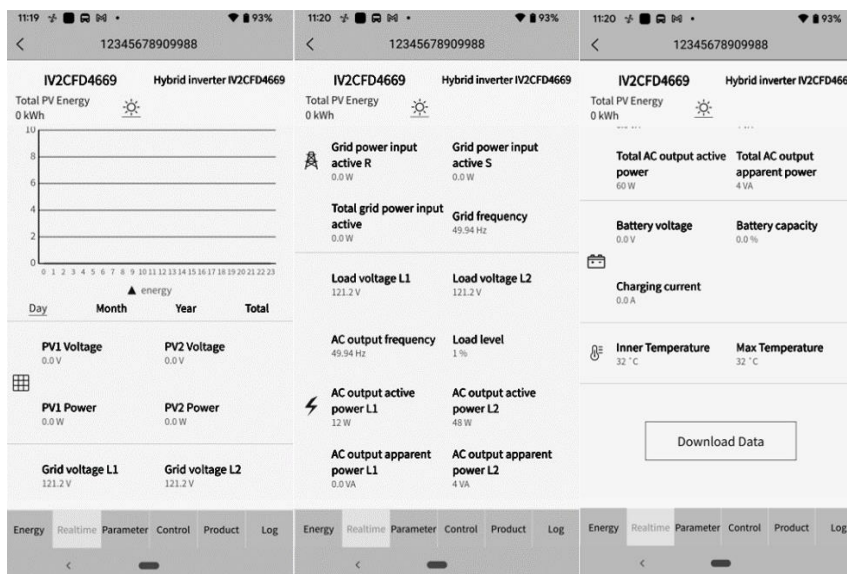 11:19
93%
12345678909988
IV2CFD4669 Hybrid inverter IV2CFD4669
Total PV Energy
0 kWh
10
8
6
4
2
0
0 1 2 3 4 5 6 7 8 9 10 11 12 13 14 15 16 17 18 19 20 21 22 23
▲ energy
Day Month Year Total
PV1 Voltage PV2 Voltage
0.0 V 0.0 V
PV1 Power PV2 Power
0.0 W 0.0 W
Grid voltage L1 Grid voltage L2
121.2 V 121.2 V
Energy Realtime Parameter Control Product Log
11:20
93%
12345678909988
IV2CFD4669 Hybrid inverter IV2CFD4669
Total PV Energy
0 kWh
Grid power input Grid power input
active R active S
0.0 W 0.0 W
Total grid power input
active
0.0 W
Grid frequency
49.94 Hz
Load voltage L1 Load voltage L2
121.2 V 121.2 V
AC output frequency Load level
49.94 Hz 1 %
AC output active AC output active
power L1 power L2
12 W 48 W
AC output apparent AC output apparent
power L1 power L2
0.0 VA 4 VA
Energy Realtime Parameter Control Product Log
11:20
93%
12345678909988
IV2CFD4669 Hybrid inverter IV2CFD466
Total PV Energy
0 kWh
Total AC output active Total AC output
power apparent power
60 W 4 VA
Battery voltage Battery capacity
0.0 V 0.0 %
Charging current
0.0 A
Inner Temperature Max Temperature
32 °C 32 °C
Download Data
Energy Realtime Parameter Control Product Log